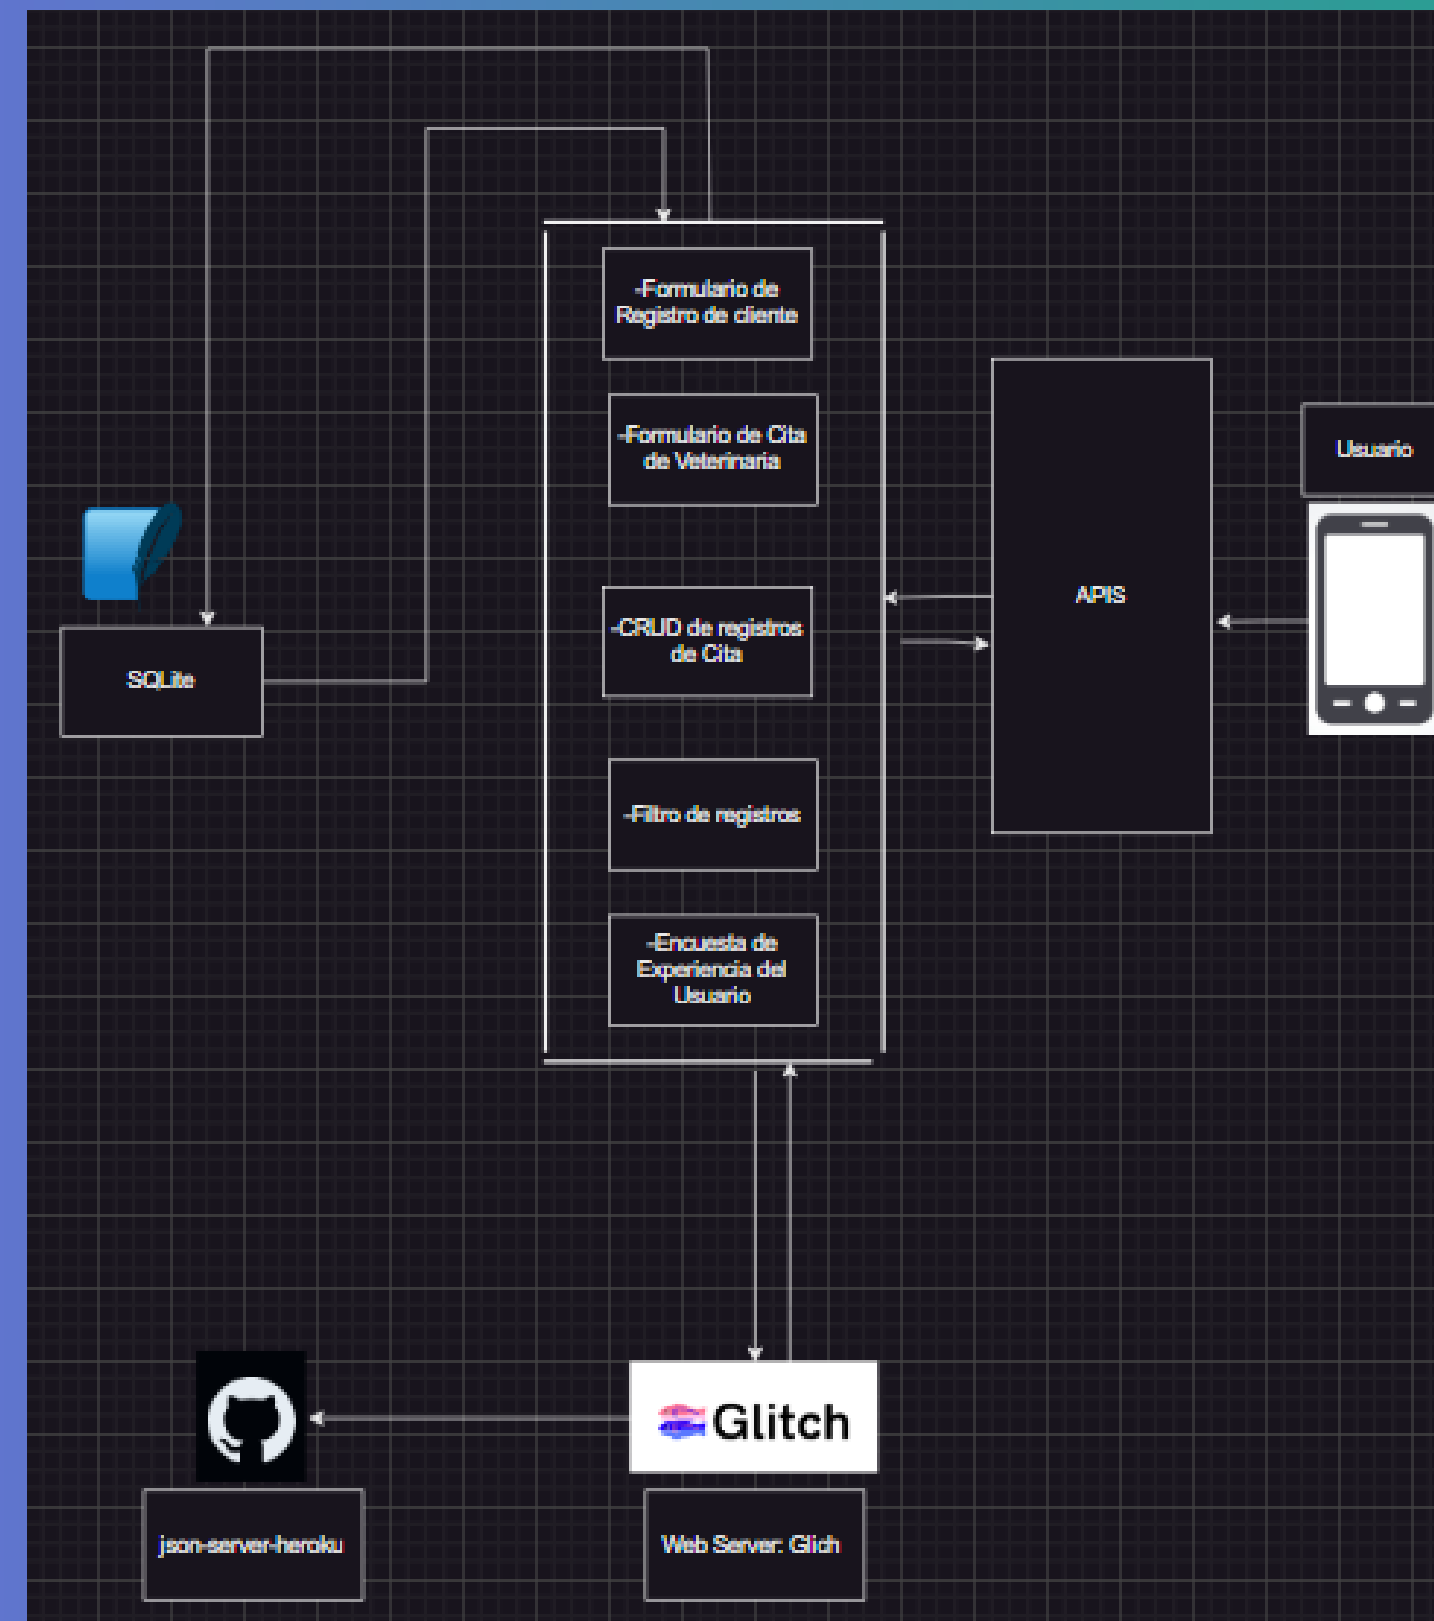 -Formulario de
Registro de cliente
-Formulario de Cita
de Veterinaria
-CRUD de registros
de Cita
-Filtro de registros
-Encuesta de
Experiencia del
Usuario
APIS
Usuario
SQLite
Glitch
json-server-heroku
Web Server: Glich